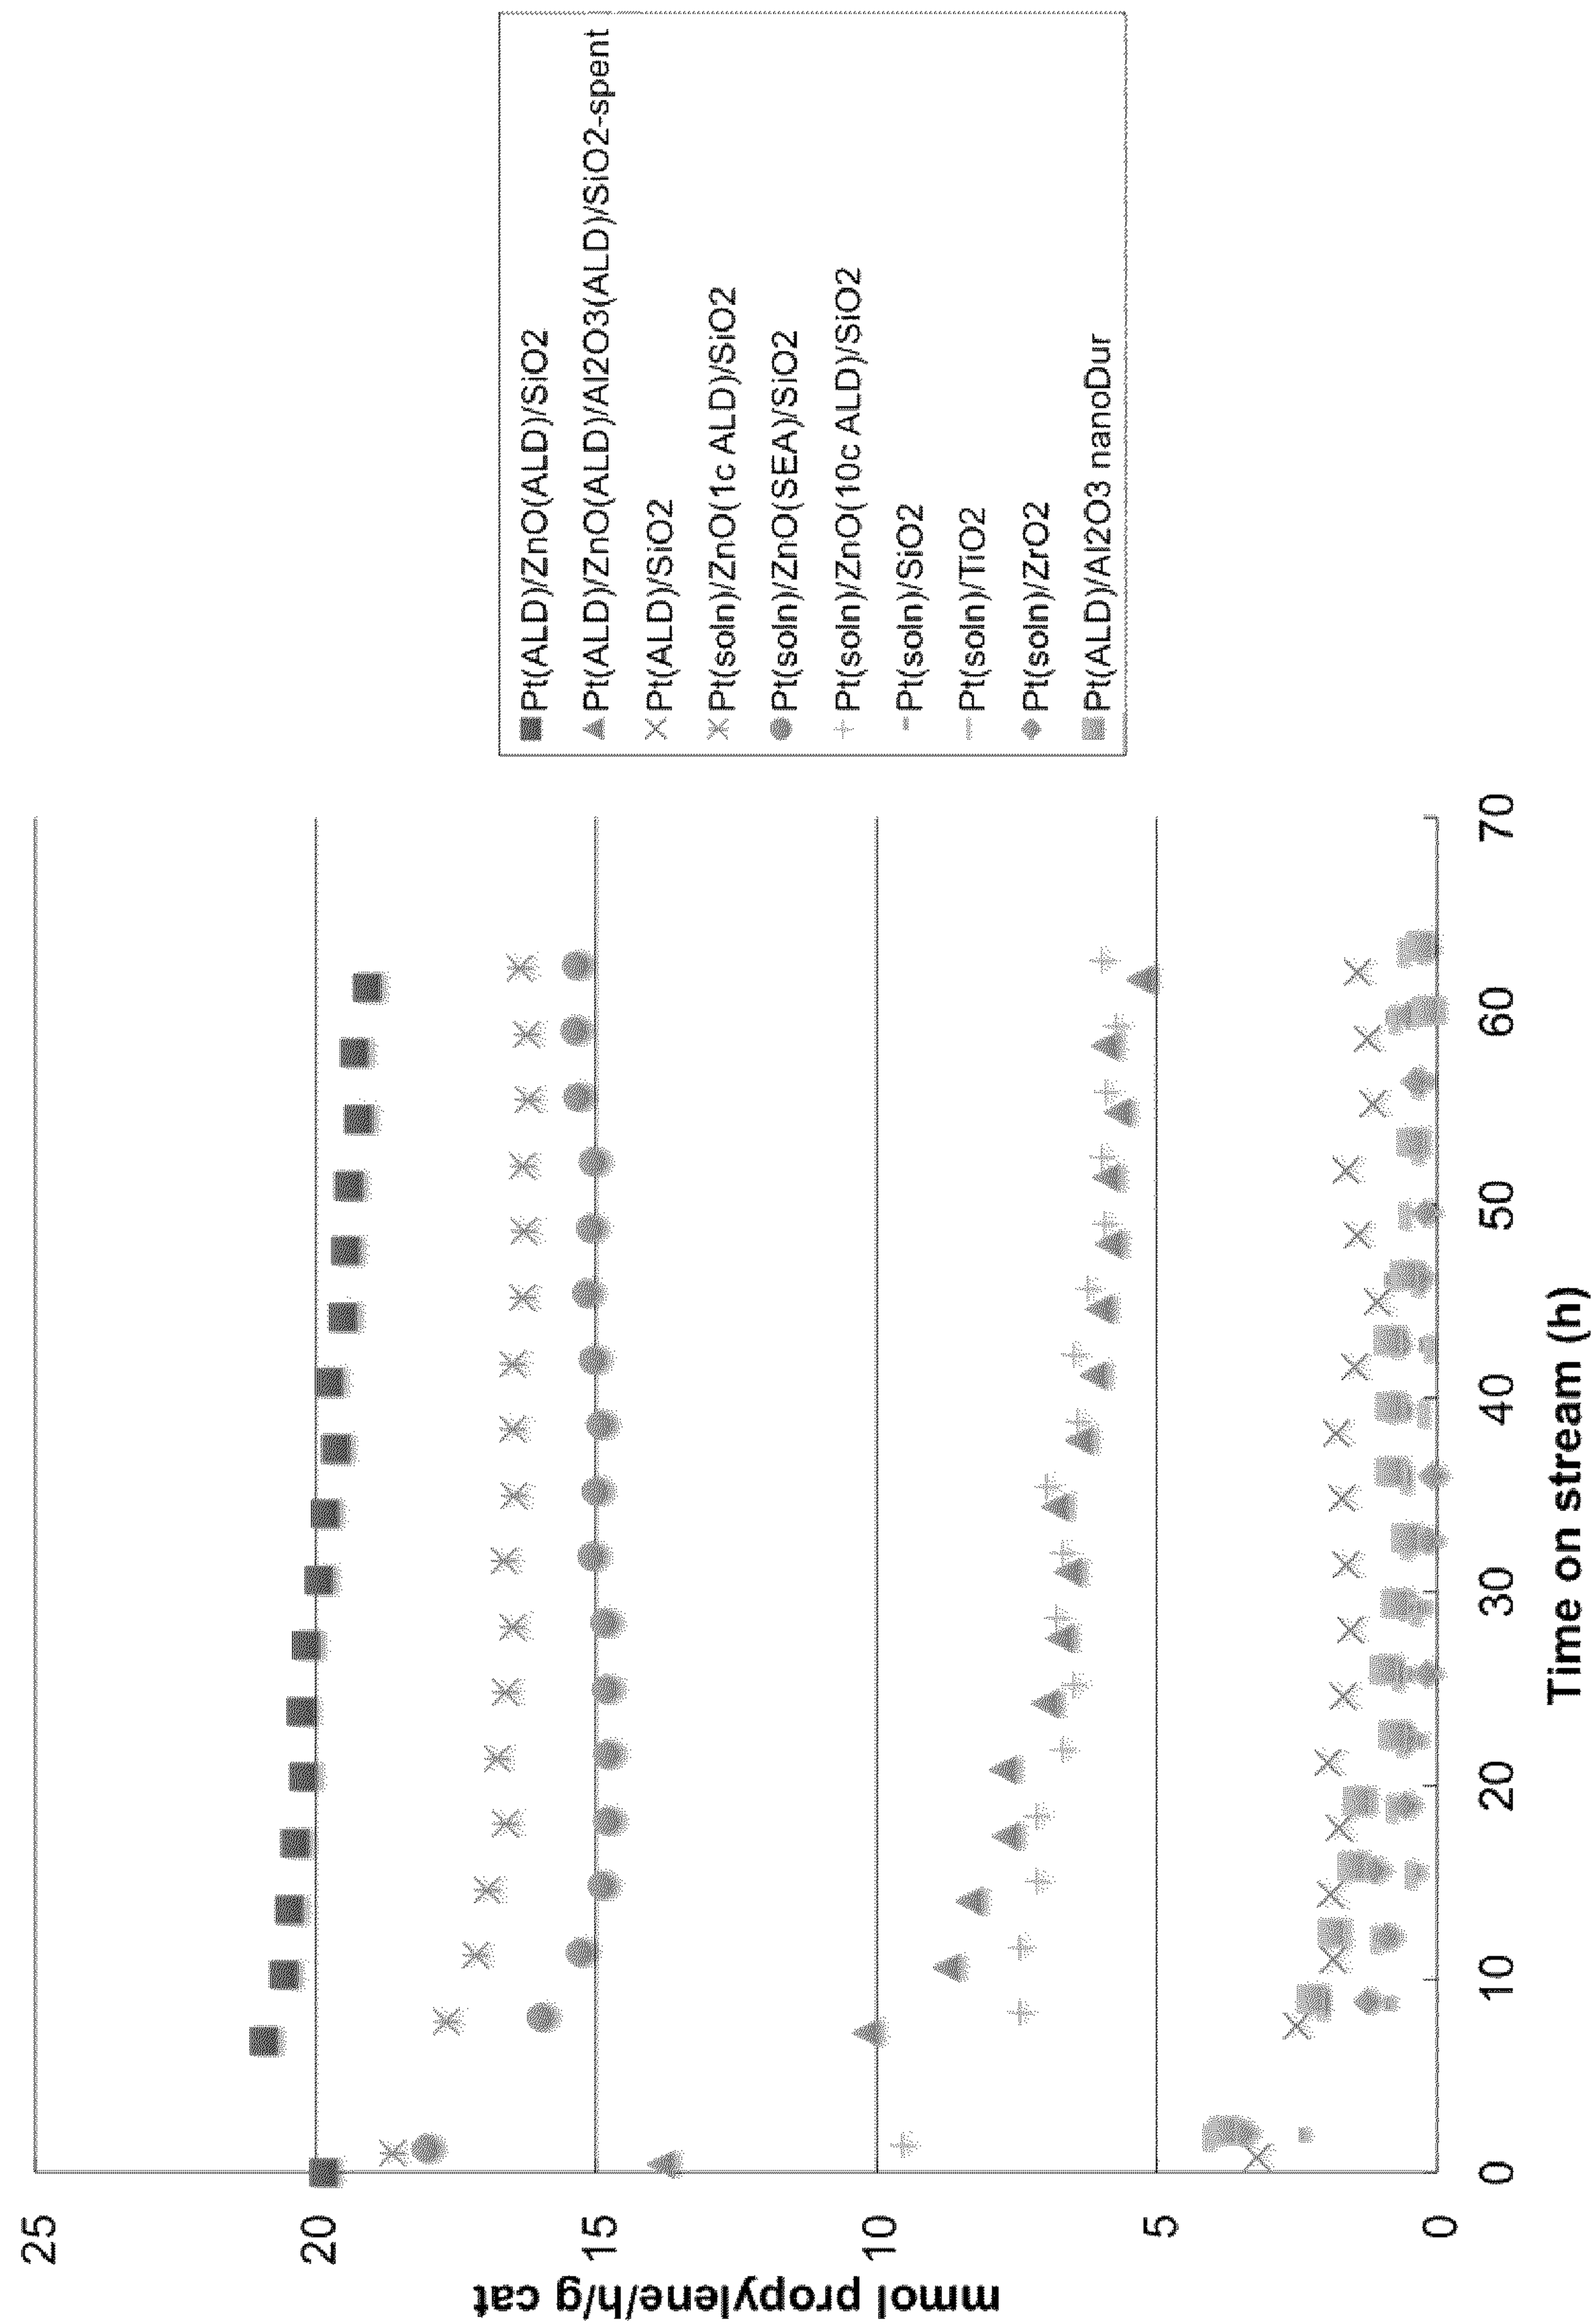 25
20
15
10
5
0
mmol propylene/h/g cat
0 10 20 30 40 50 60 70
Time on stream (h)
Pt(ALD)/ZnO(ALD)/SiO2
Pt(ALD)/ZnO(ALD)/Al2O3(ALD)/SiO2-spent
Pt(ALD)/SiO2
Pt(soln)/ZnO(1c ALD)/SiO2
Pt(soln)/ZnO(SEA)/SiO2
Pt(soln)/ZnO(10c ALD)/SiO2
Pt(soln)/SiO2
Pt(soln)/TiO2
Pt(soln)/ZrO2
Pt(ALD)/Al2O3 nanoDur